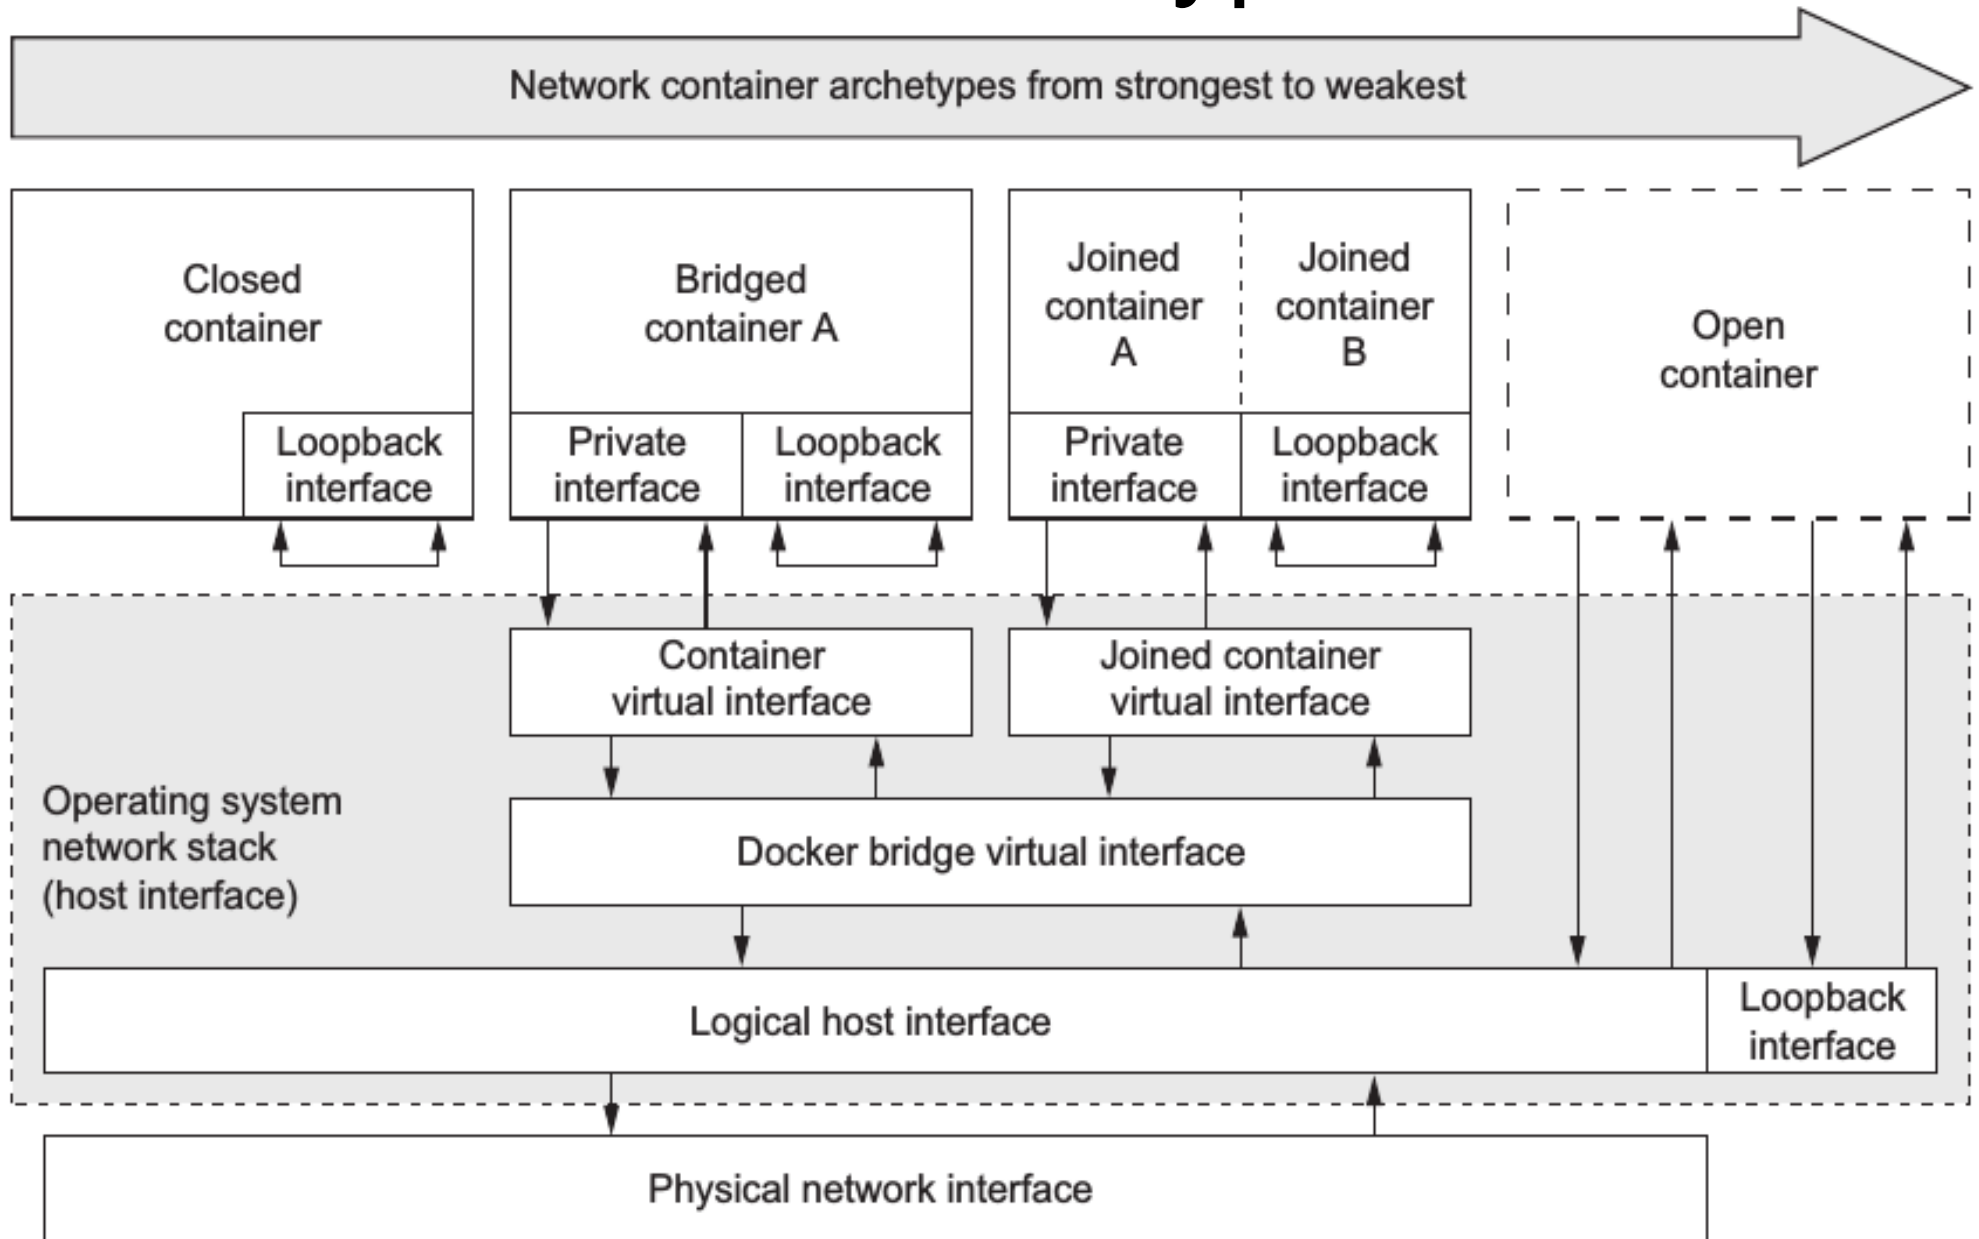 Network container archetypes from strongest to weakest
Closed
container
Loopback
interface
Bridged
container A
Private
interface
Loopback
interface
Joined
container
A
Joined
container
B
Private
interface
Loopback
interface
Open
container
Container
virtual interface
Joined container
virtual interface
Operating system
network stack
(host interface)
Docker bridge virtual interface
Logical host interface
Loopback
interface
Physical network interface